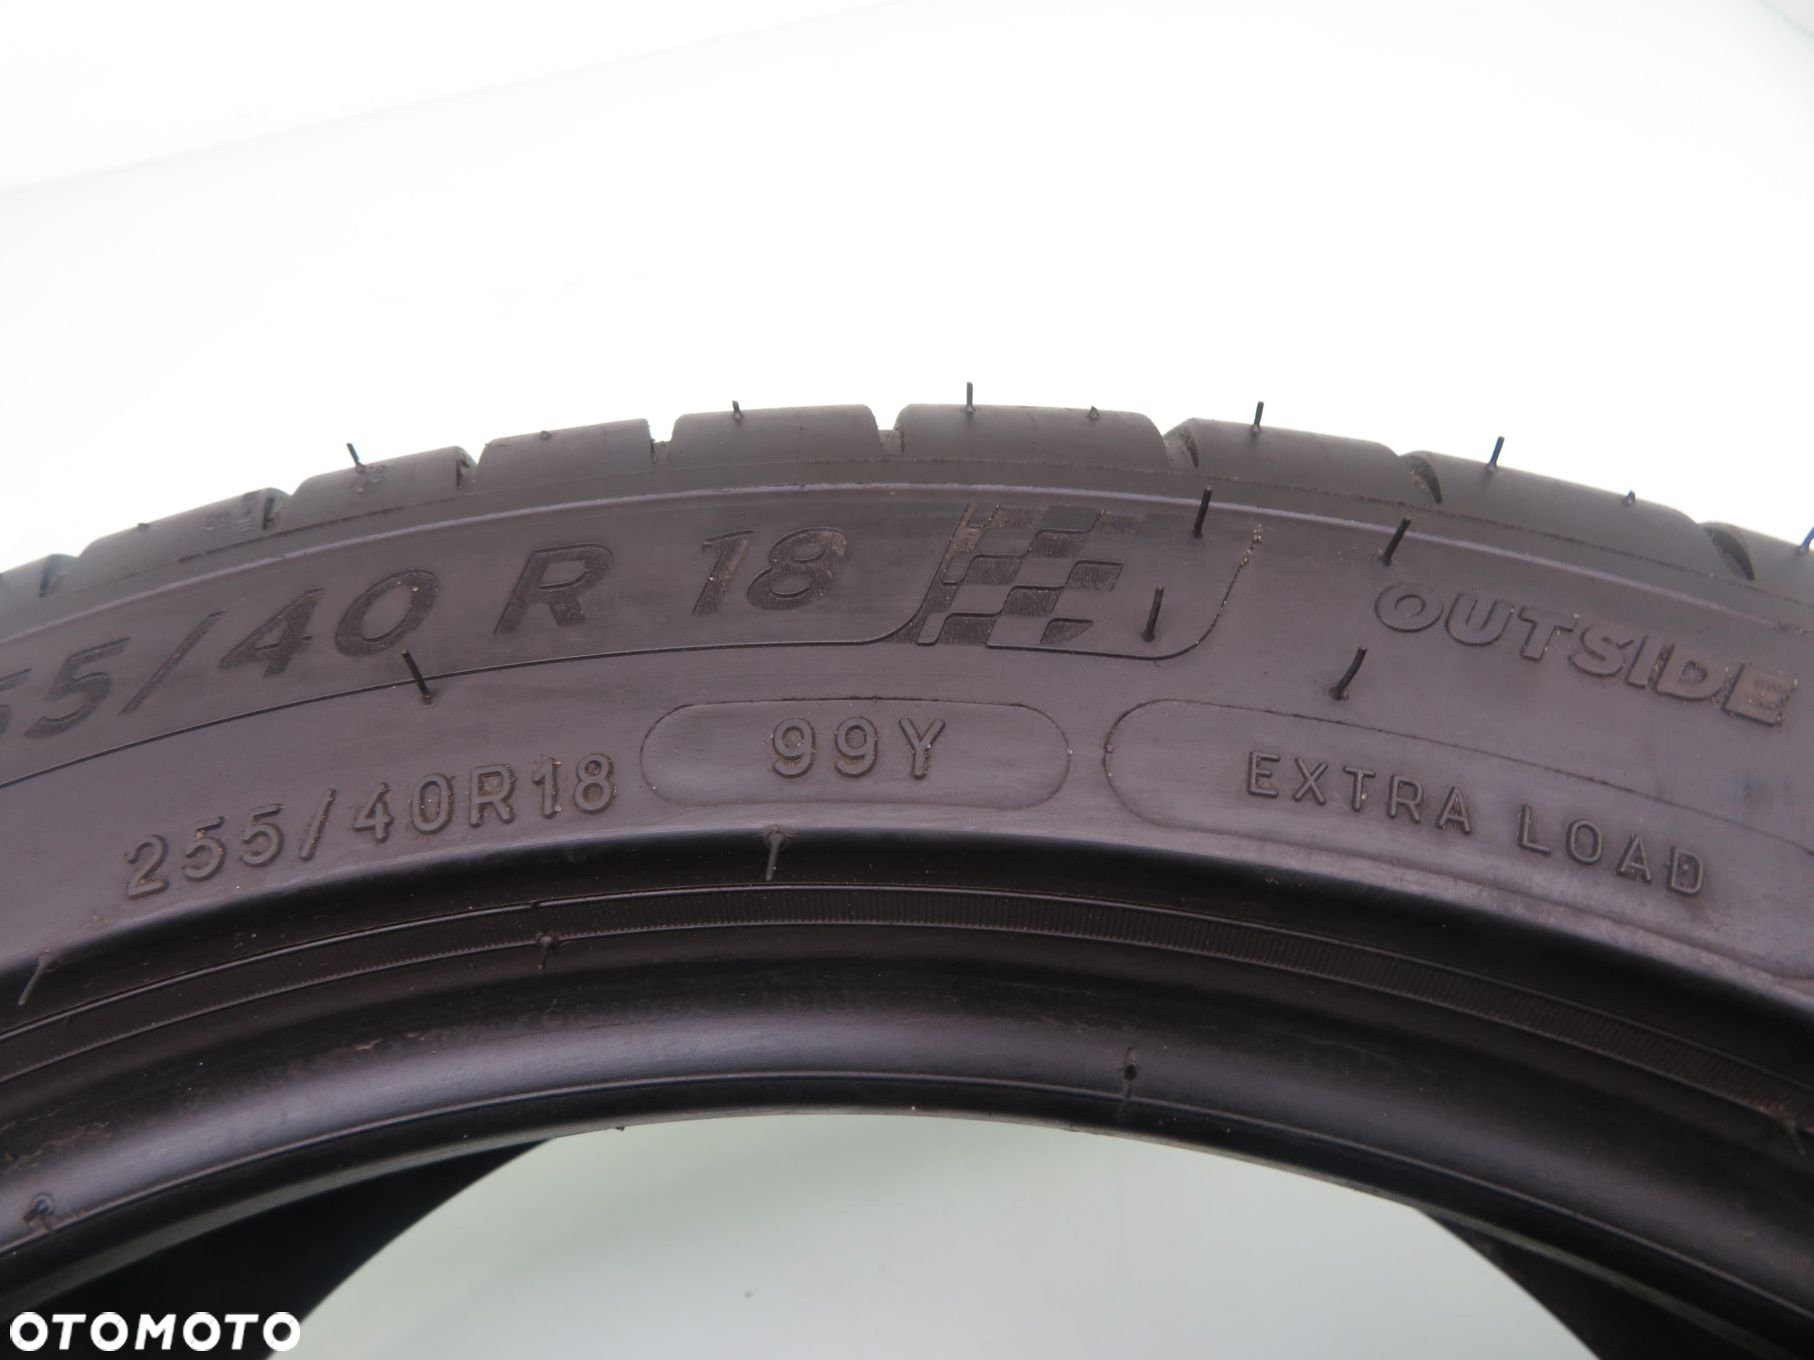 55/40 R 18
OUTSIDE
255/40R18 99Y EXTRA LOAD
OTOMOTO